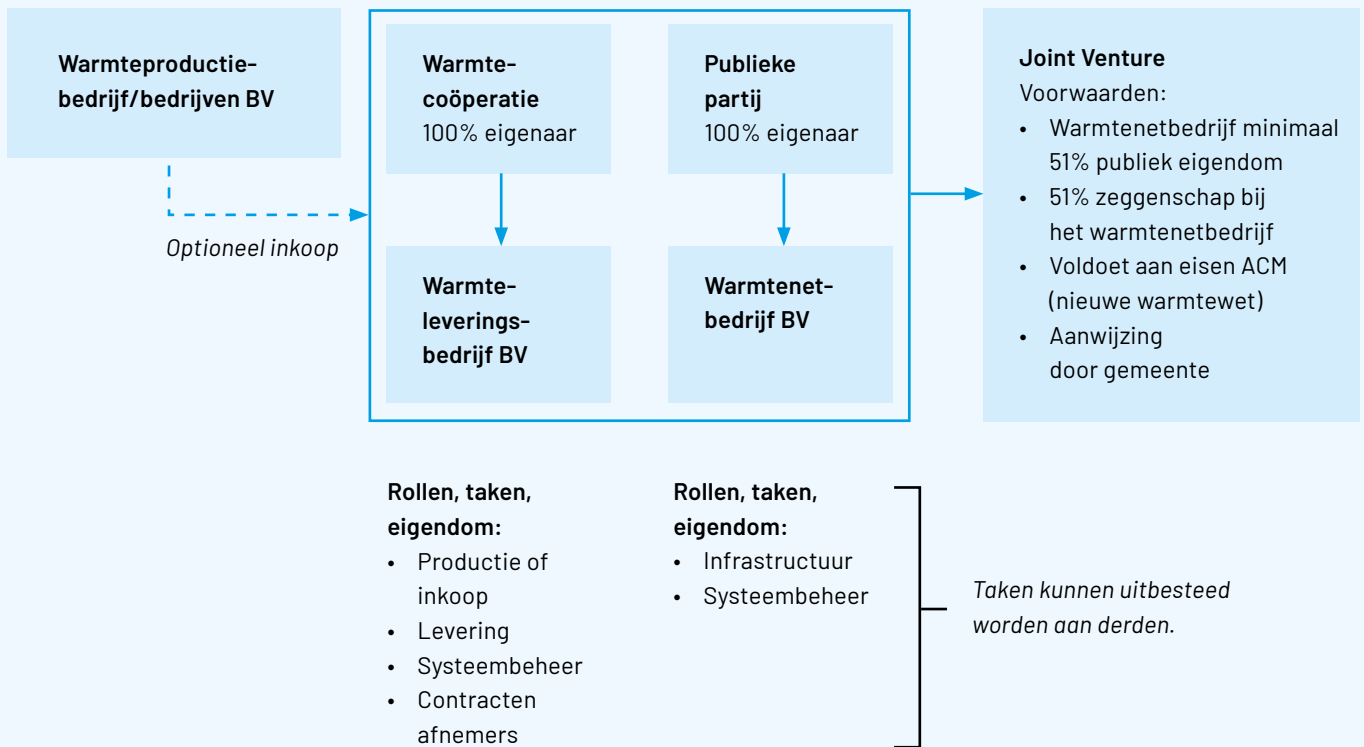 Warmteproductie-
bedrijf/bedrijven BV
Optioneel inkoop
Warmte-
coöperatie
100% eigenaar
Warmte-
leverings-
bedrijf BV
Publieke
partij
100% eigenaar
Warmtenet-
bedrijf BV
Joint Venture
Voorwaarden:
• Warmtenetbedrijf minimaal
51% publiek eigendom
• 51% zeggenschap bij
het warmtenetbedrijf
• Voldoet aan eisen ACM
(nieuwe warmtewet)
• Aanwijzing
door gemeente
Rollen, taken,
eigendom:
• Productie of
inkoop
• Levering
• Systeembeheer
• Contracten
afnemers
Rollen, taken,
eigendom:
• Infrastructuur
• Systeembeheer
Taken kunnen uitbesteed
worden aan derden.